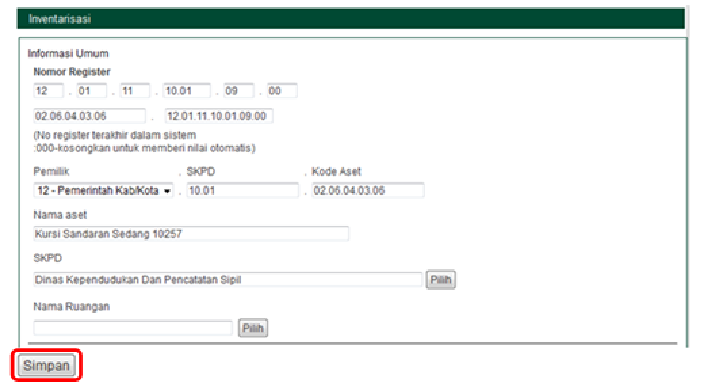 Inventarisasi
Informasi Umum
Nomor Register
12 . 01 . 11 . 10.01 . 09 . 00
02.06.04.03.06 . 12.01.11.10.01.09.00
(No register terakhir dalam sistem
:000-kosongkan untuk memberi nilai otomatis)
Pemilik . SKPD . Kode Aset
12 - Pemerintah Kab/Kota . 10.01 . 02.06.04.03.06
Nama aset
Kursi Sandaran Sedang 10257
SKPD
Dinas Kependudukan Dan Pencatatan Sipil Pilih
Nama Ruangan
Pilih
Simpan